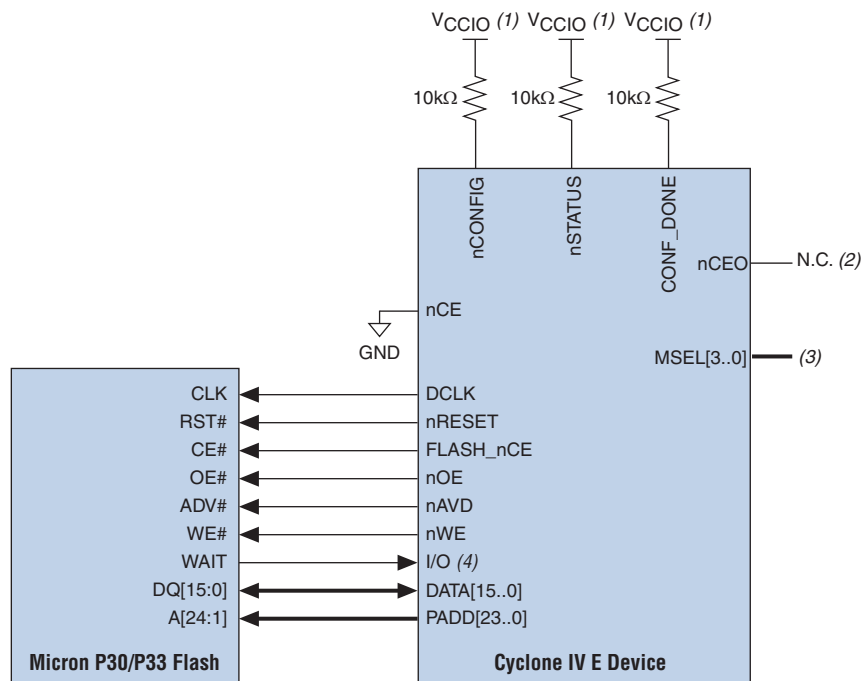 VCCIO (1) VCCIO (1) VCCIO (1)
10kΩ 10kΩ 10kΩ
nCONFIG
nSTATUS
CONF_DONE
nCEO
N.C. (2)
nCE
GND
MSEL[3..0]
(3)
CLK DCLK
RST# nRESET
CE# FLASH_nCE
OE# nOE
ADV# nAVD
WE# nWE
WAIT I/O (4)
DQ[15:0] DATA[15..0]
A[24:1] PADD[23..0]
Micron P30/P33 Flash Cyclone IV E Device